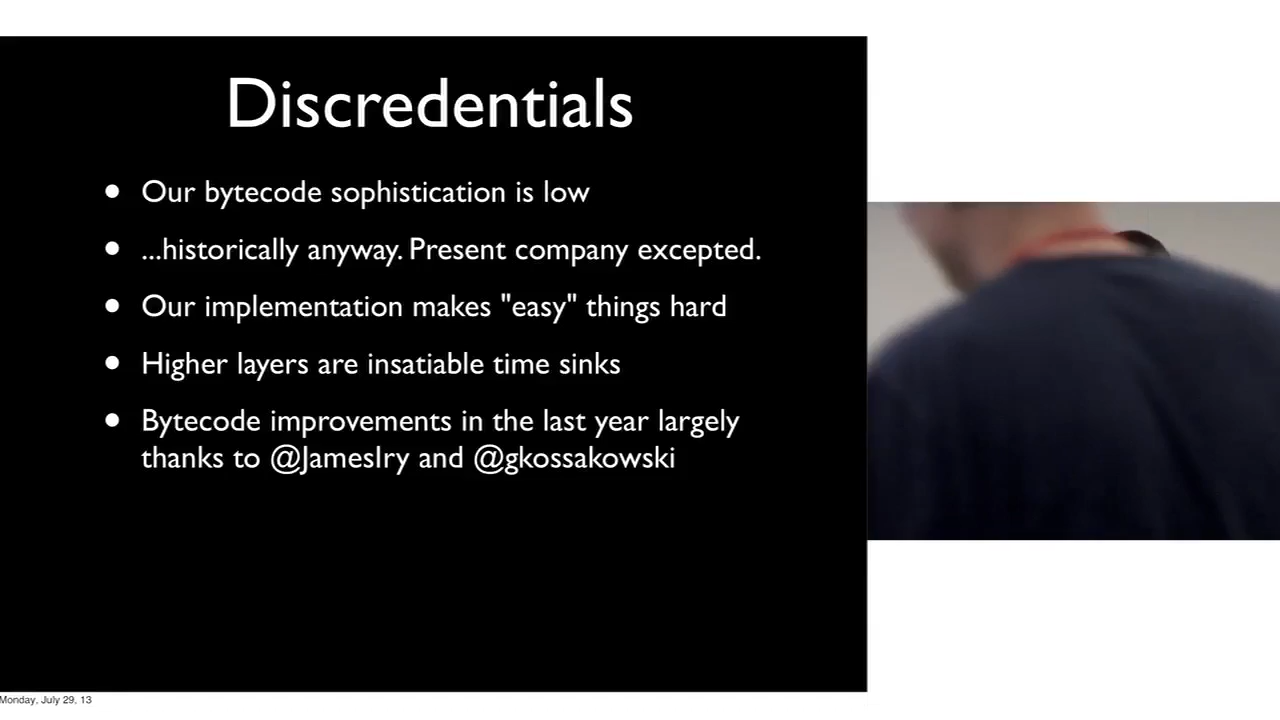 Discredentials
• Our bytecode sophistication is low
• ...historically anyway. Present company excepted.
• Our implementation makes "easy" things hard
• Higher layers are insatiable time sinks
• Bytecode improvements in the last year largely
thanks to @JamesIry and @gkossakowski
Monday, July 29, 13